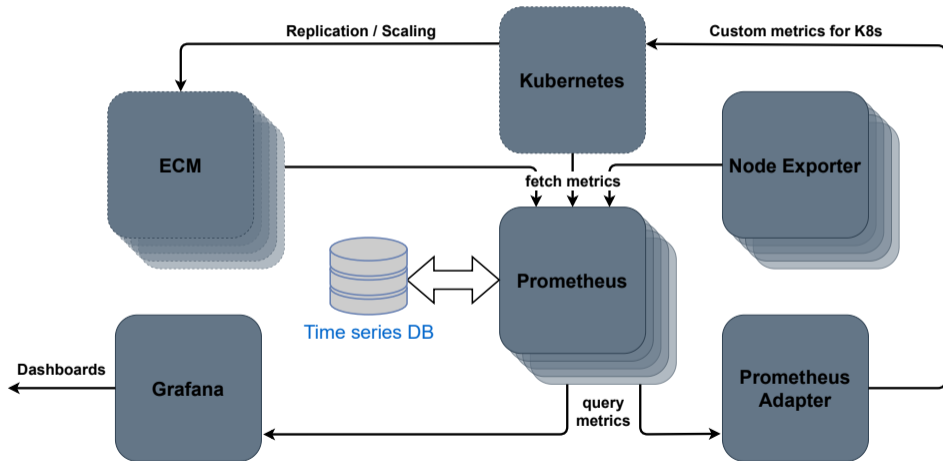 Replication / Scaling
Custom metrics for K8s
Kubernetes
ECM
Node Exporter
fetch metrics
Prometheus
Time series DB
Dashboards
Grafana
query
metrics
Prometheus
Adapter